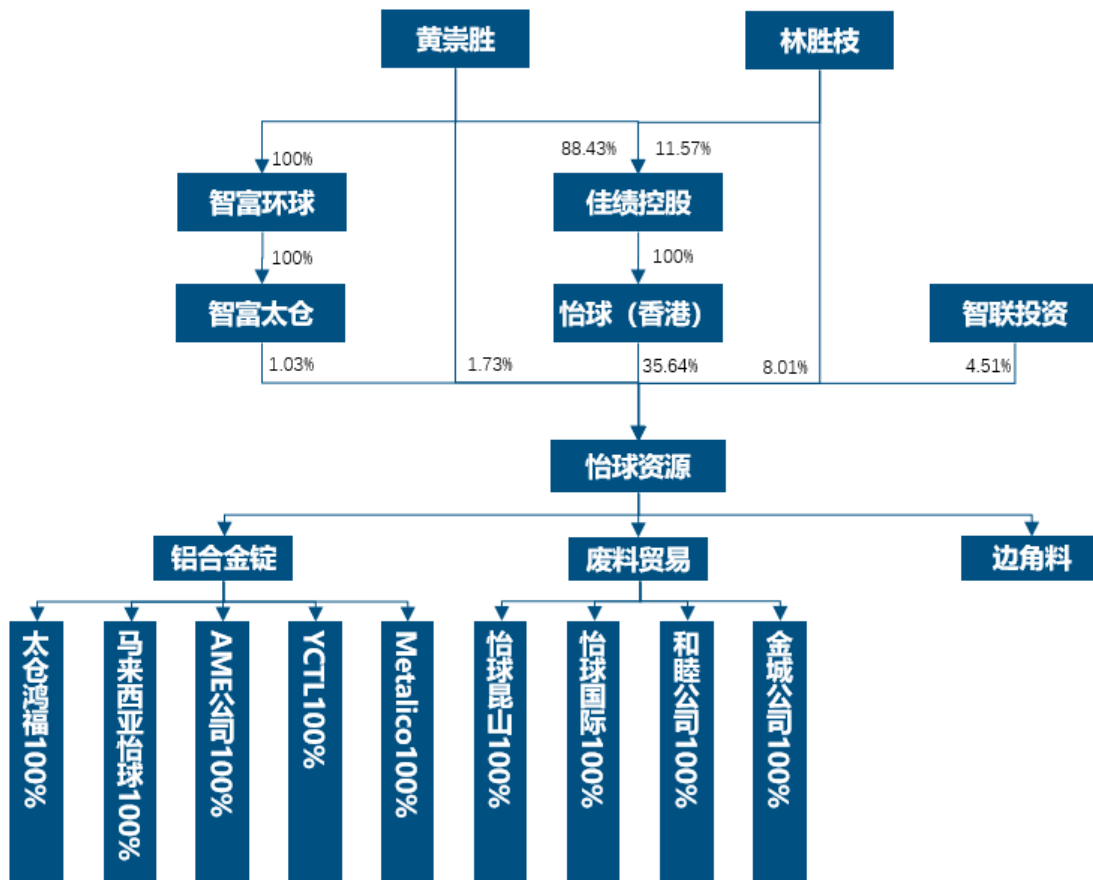 黄崇胜
林胜枝
100%
88.43%
11.57%
智富环球
佳绩控股
100%
100%
智富太仓
怡球（香港）
智联投资
1.03%
1.73%
35.64%
8.01%
4.51%
怡球资源
铝合金锭
废料贸易
边角料
太仓鸿福100%
马来西亚怡球100%
AME公司100%
YCTL100%
Metalico100%
怡球昆山100%
怡球国际100%
和睦公司100%
金城公司100%